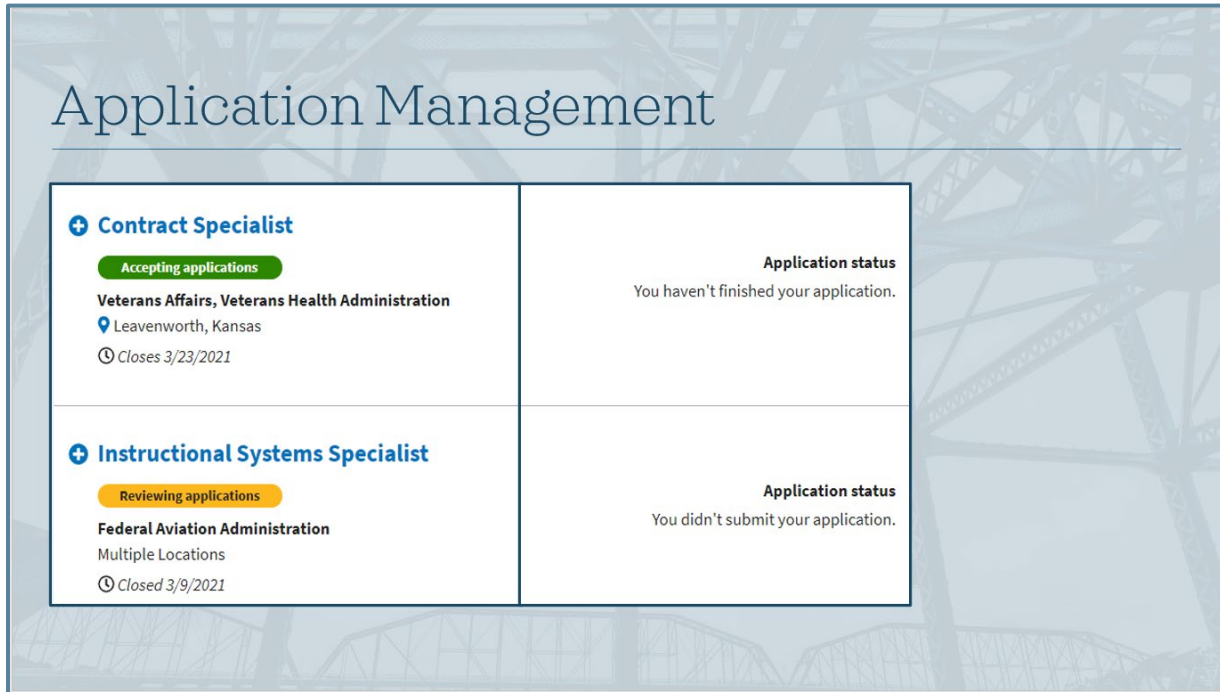 Application Management
Contract Specialist
Accepting applications
Veterans Affairs, Veterans Health Administration
Leavenworth, Kansas
Closes 3/23/2021
Application status
You haven't finished your application.
Instructional Systems Specialist
Reviewing applications
Federal Aviation Administration
Multiple Locations
Closed 3/9/2021
Application status
You didn't submit your application.